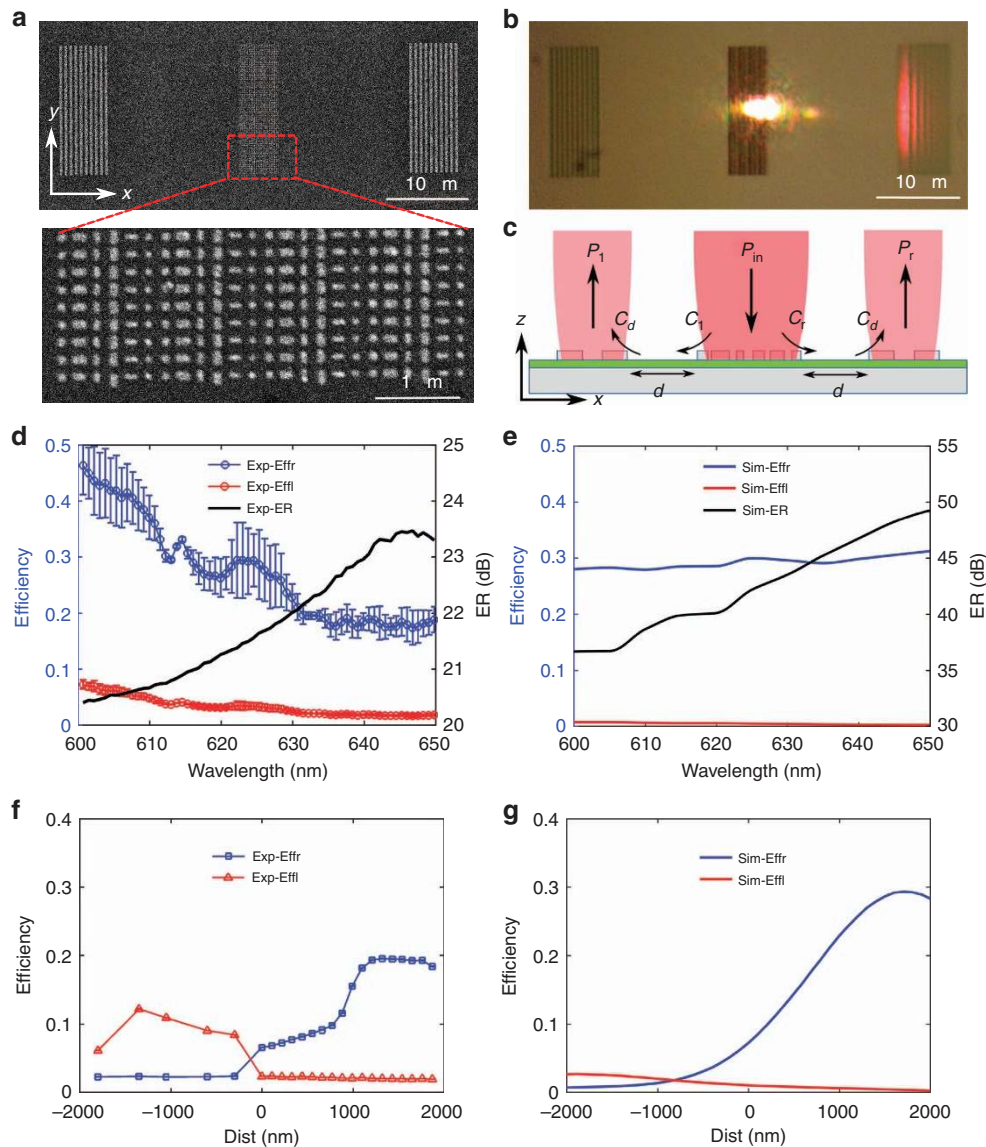 a
y
x
10 m
1 m
b
10 m
c
P1
Pin
Pr
Cd
C1
Cr
Cd
z
d
d
x
d
0.5
0.4
0.3
0.2
0.1
0
Efficiency
Exp-Effr
Exp-Effl
Exp-ER
25
24
23
22
21
20
ER (dB)
600 610 620 630 640 650
Wavelength (nm)
e
0.5
0.4
0.3
0.2
0.1
0
Efficiency
Sim-Effr
Sim-Effl
Sim-ER
55
50
45
40
35
30
ER (dB)
600 610 620 630 640 650
Wavelength (nm)
f
0.4
0.3
0.2
0.1
0
Efficiency
Exp-Effr
Exp-Effl
−2000 −1000 0 1000 2000
Dist (nm)
g
0.4
0.3
0.2
0.1
0
Efficiency
Sim-Effr
Sim-Effl
−2000 −1000 0 1000 2000
Dist (nm)